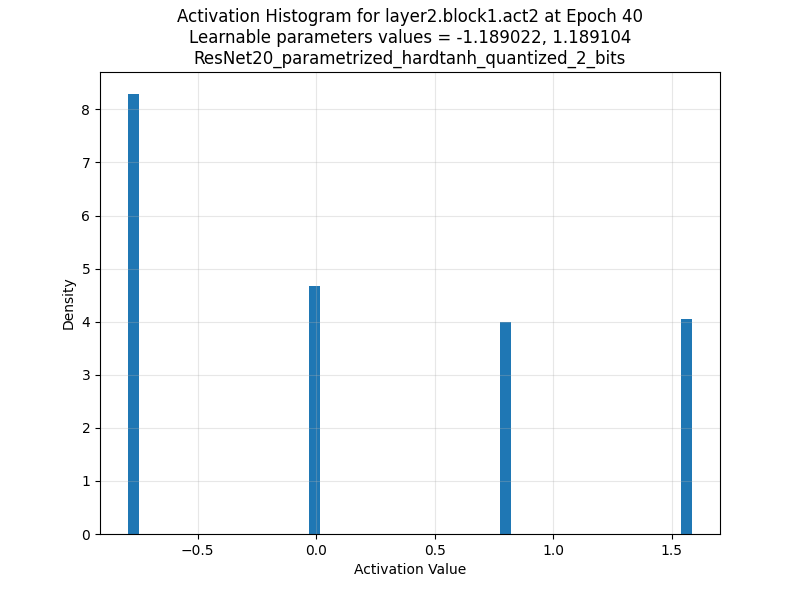 Activation Histogram for layer2.block1.act2 at Epoch 40
Learnable parameters values = -1.189022, 1.189104
ResNet20_parametrized_hardtanh_quantized_2_bits
8
7
6
5
4
3
2
1
0
Density
−0.5 0.0 0.5 1.0 1.5
Activation Value